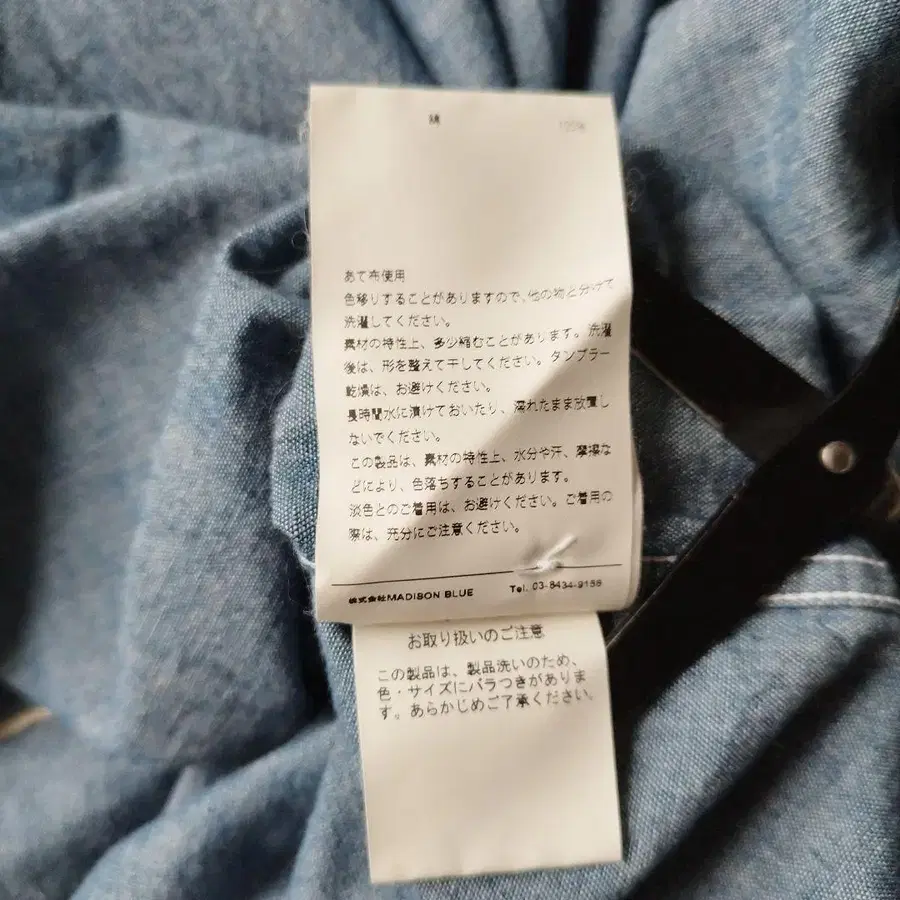 綿 100%
あて布使用
色移りすることがありますので、他の物と分けて
洗濯してください。
素材の特性上、多少縮むことがあります。洗濯
後は、形を整えて干してください。タンブラー
乾燥は、お避けください。
長時間水に漬けておいたり、濡れたまま放置し
ないでください。
この製品は、素材の特性上、水分や汗、摩擦な
どにより、色落ちすることがあります。
淡色とのご着用は、お避けください。ご着用の
際は、充分にご注意ください。
株式会社MADISON BLUE Tel. 03-6434-9158
お取り扱いのご注意
この製品は、製品洗いのため、
色・サイズにバラつきがありま
す。あらかじめご了承ください。